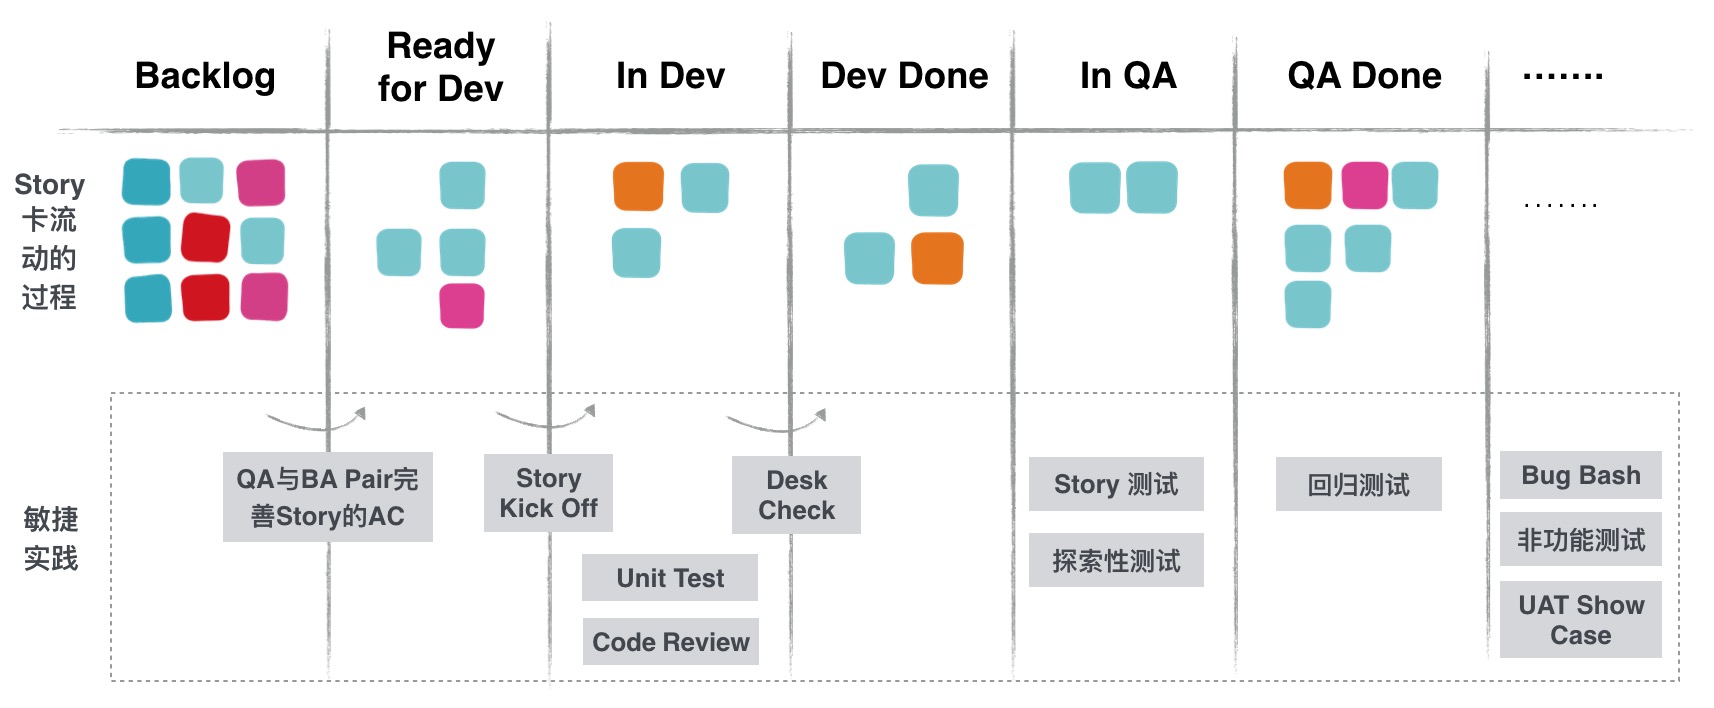 Backlog
Ready
for Dev
In Dev
Dev Done
In QA
QA Done
.......
Story
卡流
动的
过程
.......
敏捷
实践
QA与BA Pair完
善Story的AC
Story
Kick Off
Unit Test
Code Review
Desk
Check
Story 测试
探索性测试
回归测试
Bug Bash
非功能测试
UAT Show
Case